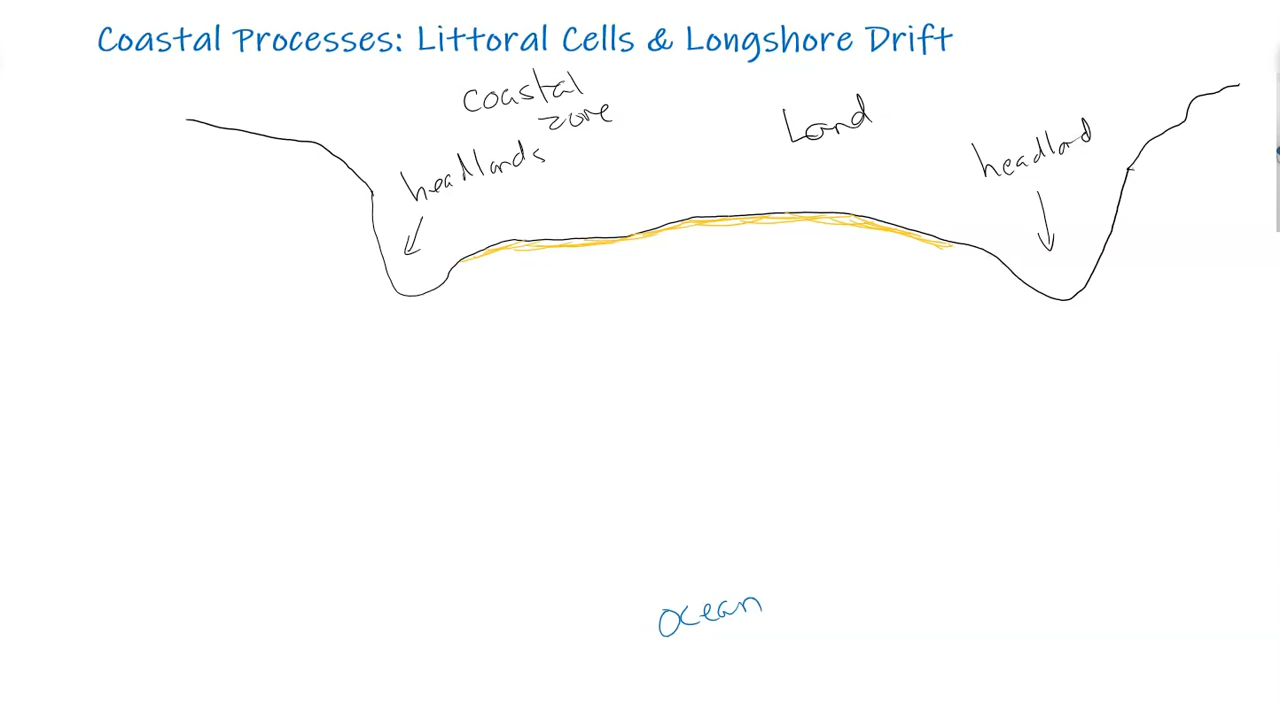 Coastal Processes: Littoral Cells & Longshore Drift
Coastal
zone
Land
headlands
headland
ocean